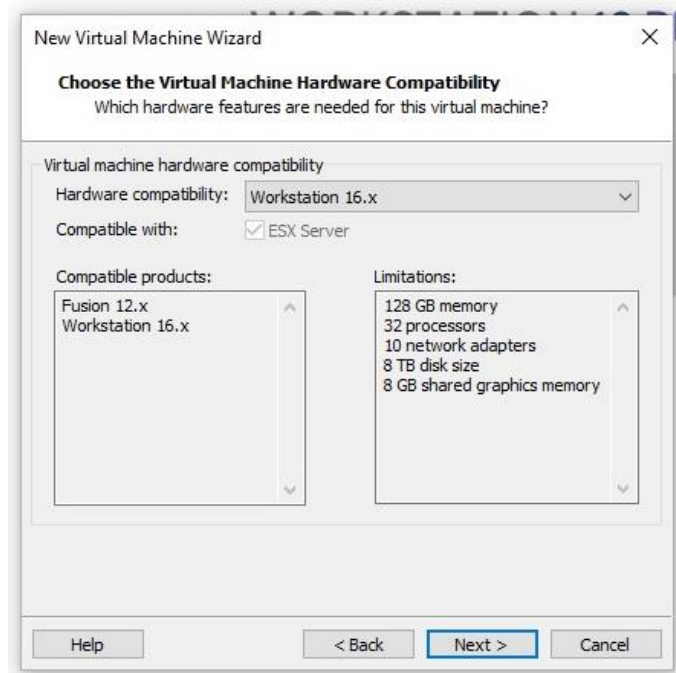 New Virtual Machine Wizard
Choose the Virtual Machine Hardware Compatibility
Which hardware features are needed for this virtual machine?
Virtual machine hardware compatibility
Hardware compatibility: Workstation 16.x
Compatible with: ESX Server
Compatible products:
Fusion 12.x
Workstation 16.x
Limitations:
128 GB memory
32 processors
10 network adapters
8 TB disk size
8 GB shared graphics memory
Help < Back Next > Cancel